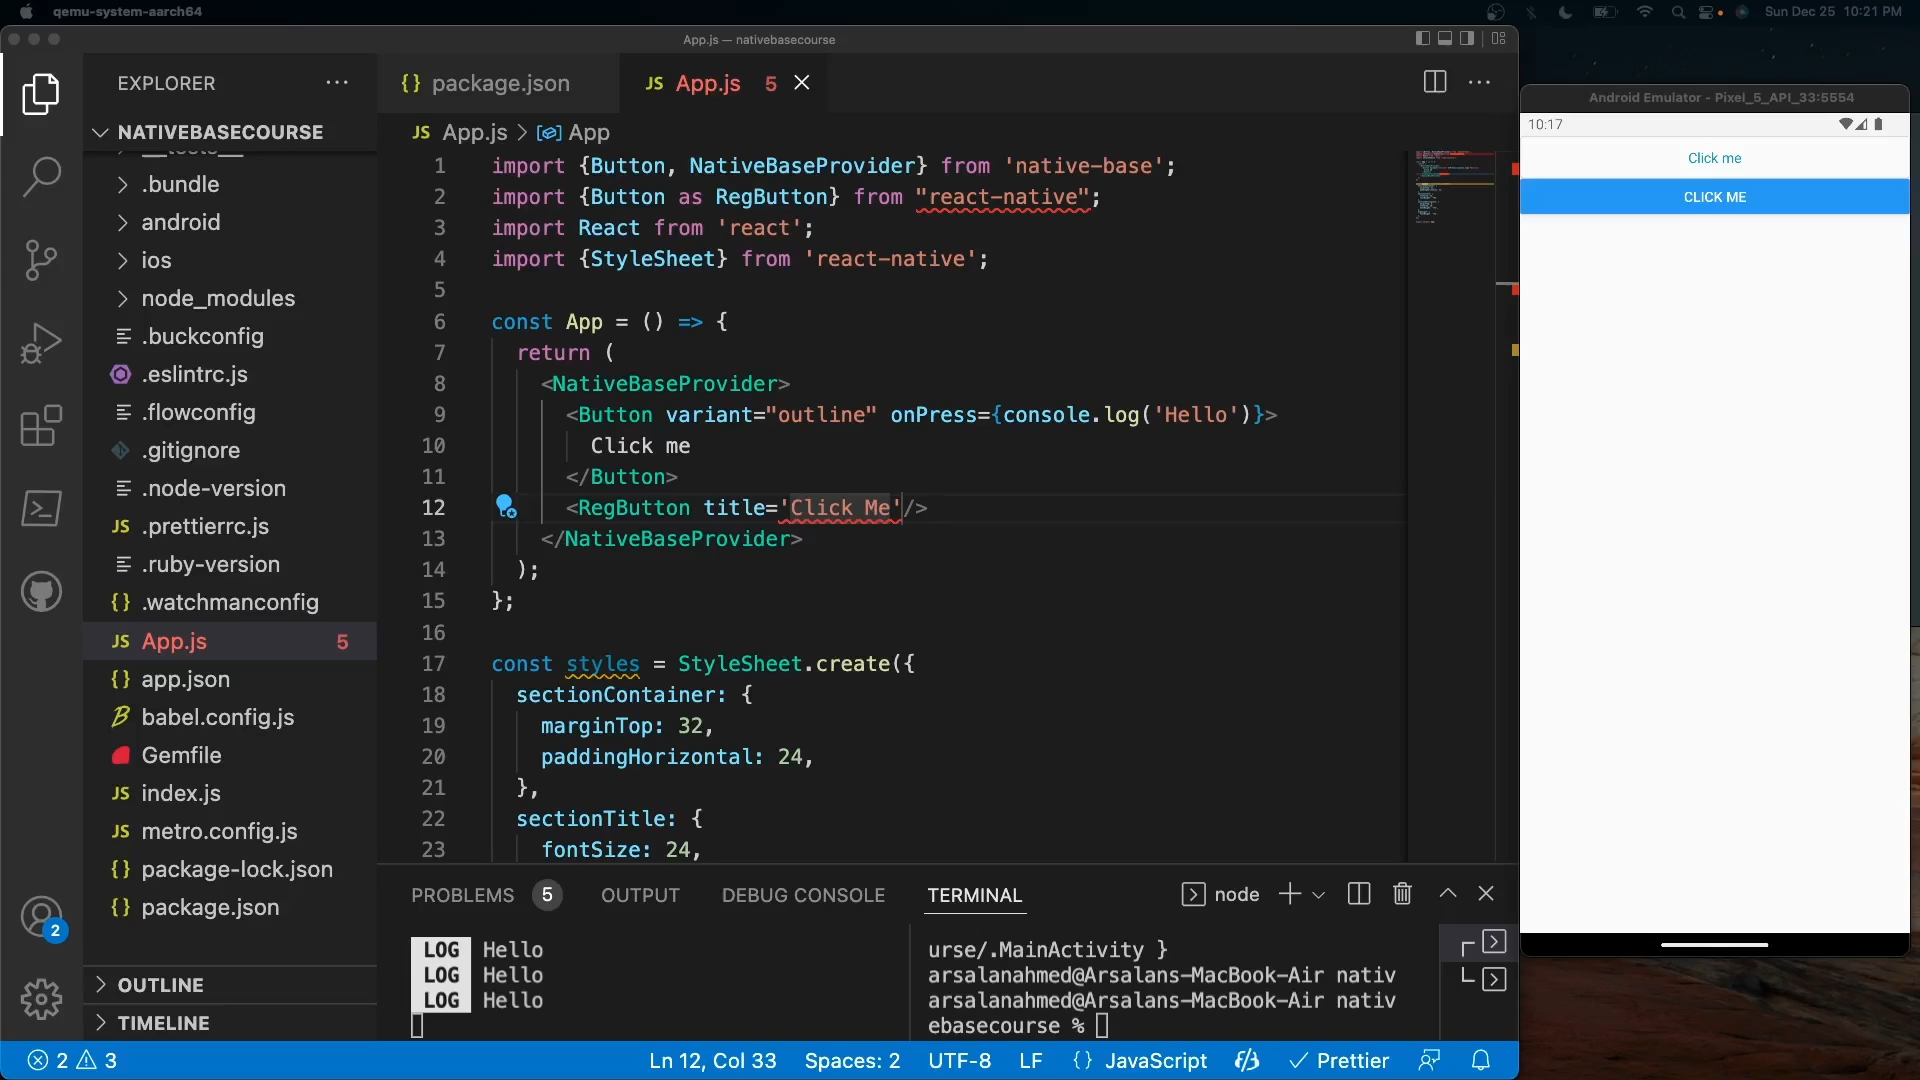 qemu-system-aarch64
Sun Dec 25 10:21 PM
App.js — nativebasecourse
EXPLORER
NATIVEBASECOURSE
__tests__
.bundle
android
ios
node_modules
.buckconfig
.eslintrc.js
.flowconfig
.gitignore
.node-version
JS .prettierrc.js
.ruby-version
{} .watchmanconfig
JS App.js 5
{} app.json
babel.config.js
Gemfile
JS index.js
JS metro.config.js
{} package-lock.json
{} package.json
OUTLINE
TIMELINE
2
{} package.json
JS App.js 5
JS App.js > App
1 import {Button, NativeBaseProvider} from 'native-base';
2 import {Button as RegButton} from "react-native";
3 import React from 'react';
4 import {StyleSheet} from 'react-native';
5
6 const App = () => {
7 return (
8 <NativeBaseProvider>
9 <Button variant="outline" onPress={console.log('Hello')}>
10 Click me
11 </Button>
12 <RegButton title='Click Me'/>
13 </NativeBaseProvider>
14 );
15 };
16
17 const styles = StyleSheet.create({
18 sectionContainer: {
19 marginTop: 32,
20 paddingHorizontal: 24,
21 },
22 sectionTitle: {
23 fontSize: 24,
PROBLEMS 5 OUTPUT DEBUG CONSOLE TERMINAL node
LOG Hello
LOG Hello
LOG Hello
urse/.MainActivity }
arsalanahmed@Arsalans-MacBook-Air nativ
arsalanahmed@Arsalans-MacBook-Air nativ
ebasecourse %
2 3 Ln 12, Col 33 Spaces: 2 UTF-8 LF {} JavaScript Prettier
Android Emulator - Pixel_5_API_33:5554
10:17
Click me
CLICK ME